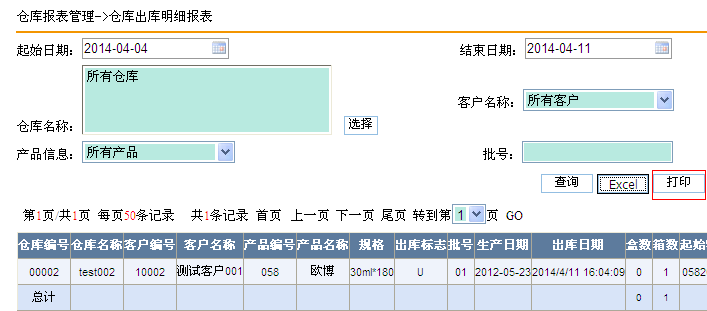 仓库报表管理->仓库出库明细报表
起始日期： 2014-04-04 结束日期： 2014-04-11
仓库名称： 所有仓库 选择 客户名称： 所有客户
产品信息： 所有产品 批号：
查询 Excel 打印
第1页/共1页 每页50条记录 共1条记录 首页 上一页 下一页 尾页 转到第 1 页 GO
仓库编号 仓库名称 客户编号 客户名称 产品编号 产品名称 规格 出库标志 批号 生产日期 出库日期 盒数 箱数 起始
00002 test002 10002 测试客户001 058 欧博 30ml*180 U 01 2012-05-23 2014/4/11 16:04:09 0 1 0582
总计 0 1